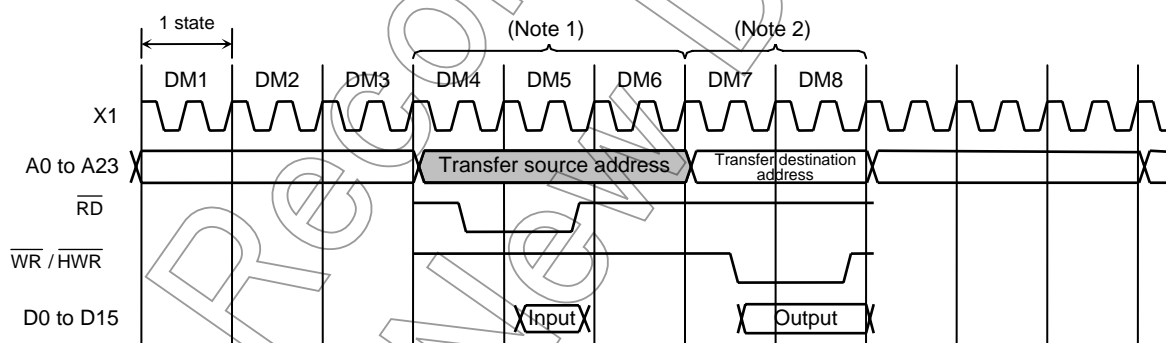 1 state
(Note 1)
(Note 2)
DM1 DM2 DM3 DM4 DM5 DM6 DM7 DM8
X1
A0 to A23
Transfer source address
Transfer destination
address
RD
WR / HWR
D0 to D15
Input
Output